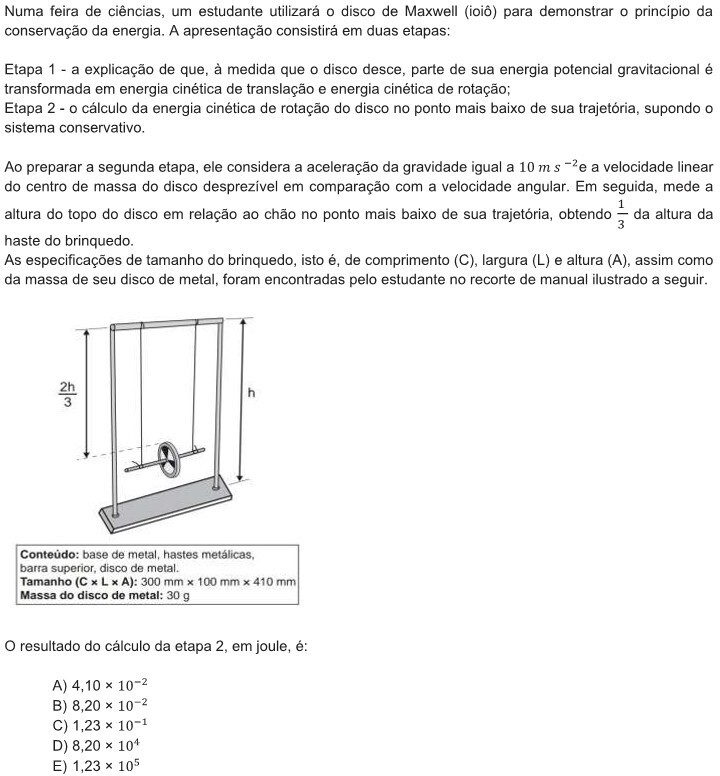 Numa feira de ciências, um estudante utilizará o disco de Maxwell (ioiô) para demonstrar o princípio da
conservação da energia. A apresentação consistirá em duas etapas:
Etapa 1 - a explicação de que, à medida que o disco desce, parte de sua energia potencial gravitacional é
transformada em energia cinética de translação e energia cinética de rotação;
Etapa 2 - o cálculo da energia cinética de rotação do disco no ponto mais baixo de sua trajetória, supondo o
sistema conservativo.
Ao preparar a segunda etapa, ele considera a aceleração da gravidade igual a 10 m s⁻² e a velocidade linear
do centro de massa do disco desprezível em comparação com a velocidade angular. Em seguida, mede a
altura do topo do disco em relação ao chão no ponto mais baixo de sua trajetória, obtendo 1/3 da altura da
haste do brinquedo.
As especificações de tamanho do brinquedo, isto é, de comprimento (C), largura (L) e altura (A), assim como
da massa de seu disco de metal, foram encontradas pelo estudante no recorte de manual ilustrado a seguir.
2h/3
h
Conteúdo: base de metal, hastes metálicas,
barra superior, disco de metal.
Tamanho (C × L × A): 300 mm × 100 mm × 410 mm
Massa do disco de metal: 30 g
O resultado do cálculo da etapa 2, em joule, é:
A) 4,10 × 10⁻²
B) 8,20 × 10⁻²
C) 1,23 × 10⁻¹
D) 8,20 × 10⁴
E) 1,23 × 10⁵